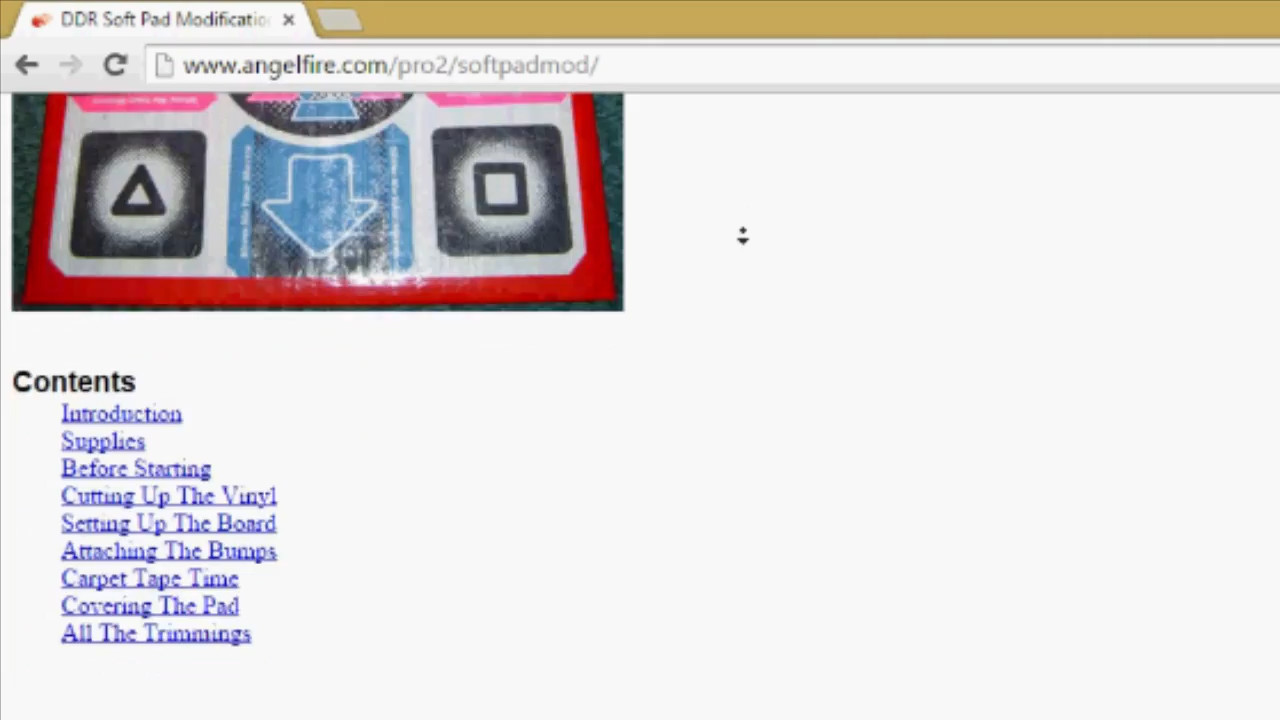 DDR Soft Pad Modificatio
www.angelfire.com/pro2/softpadmod/
Contents
Introduction
Supplies
Before Starting
Cutting Up The Vinyl
Setting Up The Board
Attaching The Bumps
Carpet Tape Time
Covering The Pad
All The Trimmings